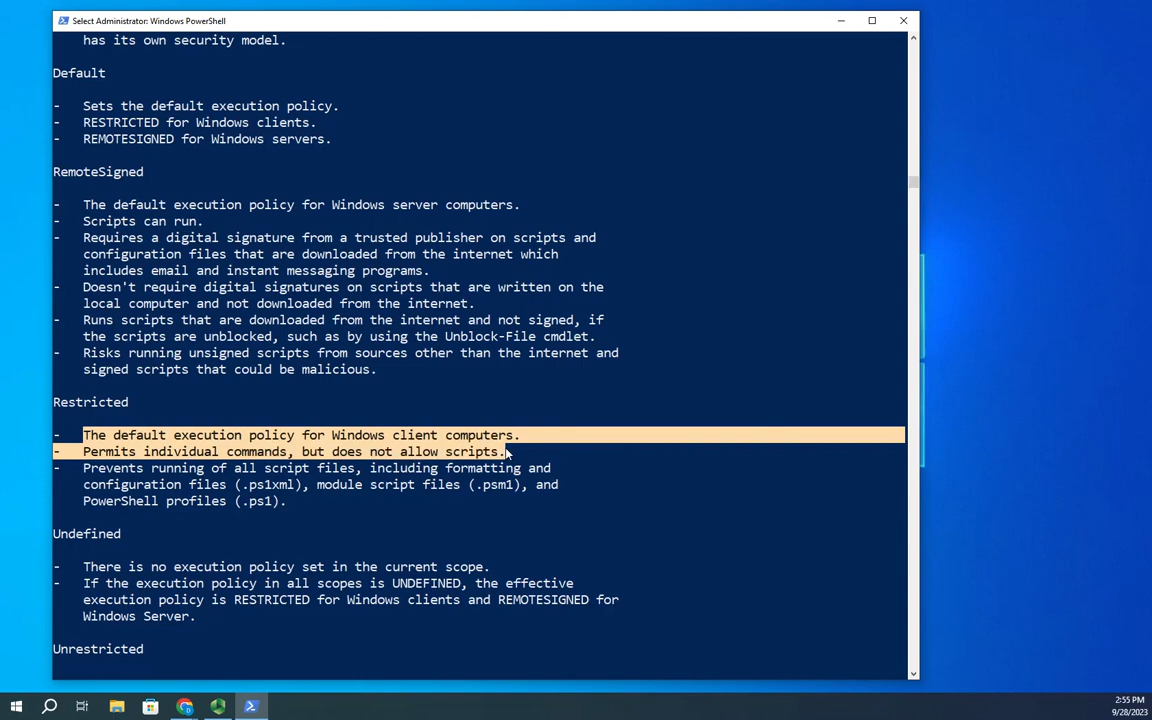 Select Administrator: Windows PowerShell
has its own security model.
Default
-   Sets the default execution policy.
-   RESTRICTED for Windows clients.
-   REMOTESIGNED for Windows servers.
RemoteSigned
-   The default execution policy for Windows server computers.
-   Scripts can run.
-   Requires a digital signature from a trusted publisher on scripts and
configuration files that are downloaded from the internet which
includes email and instant messaging programs.
-   Doesn't require digital signatures on scripts that are written on the
local computer and not downloaded from the internet.
-   Runs scripts that are downloaded from the internet and not signed, if
the scripts are unblocked, such as by using the Unblock-File cmdlet.
-   Risks running unsigned scripts from sources other than the internet and
signed scripts that could be malicious.
Restricted
-   The default execution policy for Windows client computers.
-   Permits individual commands, but does not allow scripts.
-   Prevents running of all script files, including formatting and
configuration files (.ps1xml), module script files (.psm1), and
PowerShell profiles (.ps1).
Undefined
-   There is no execution policy set in the current scope.
-   If the execution policy in all scopes is UNDEFINED, the effective
execution policy is RESTRICTED for Windows clients and REMOTESIGNED for
Windows Server.
Unrestricted
2:55 PM
9/28/2023